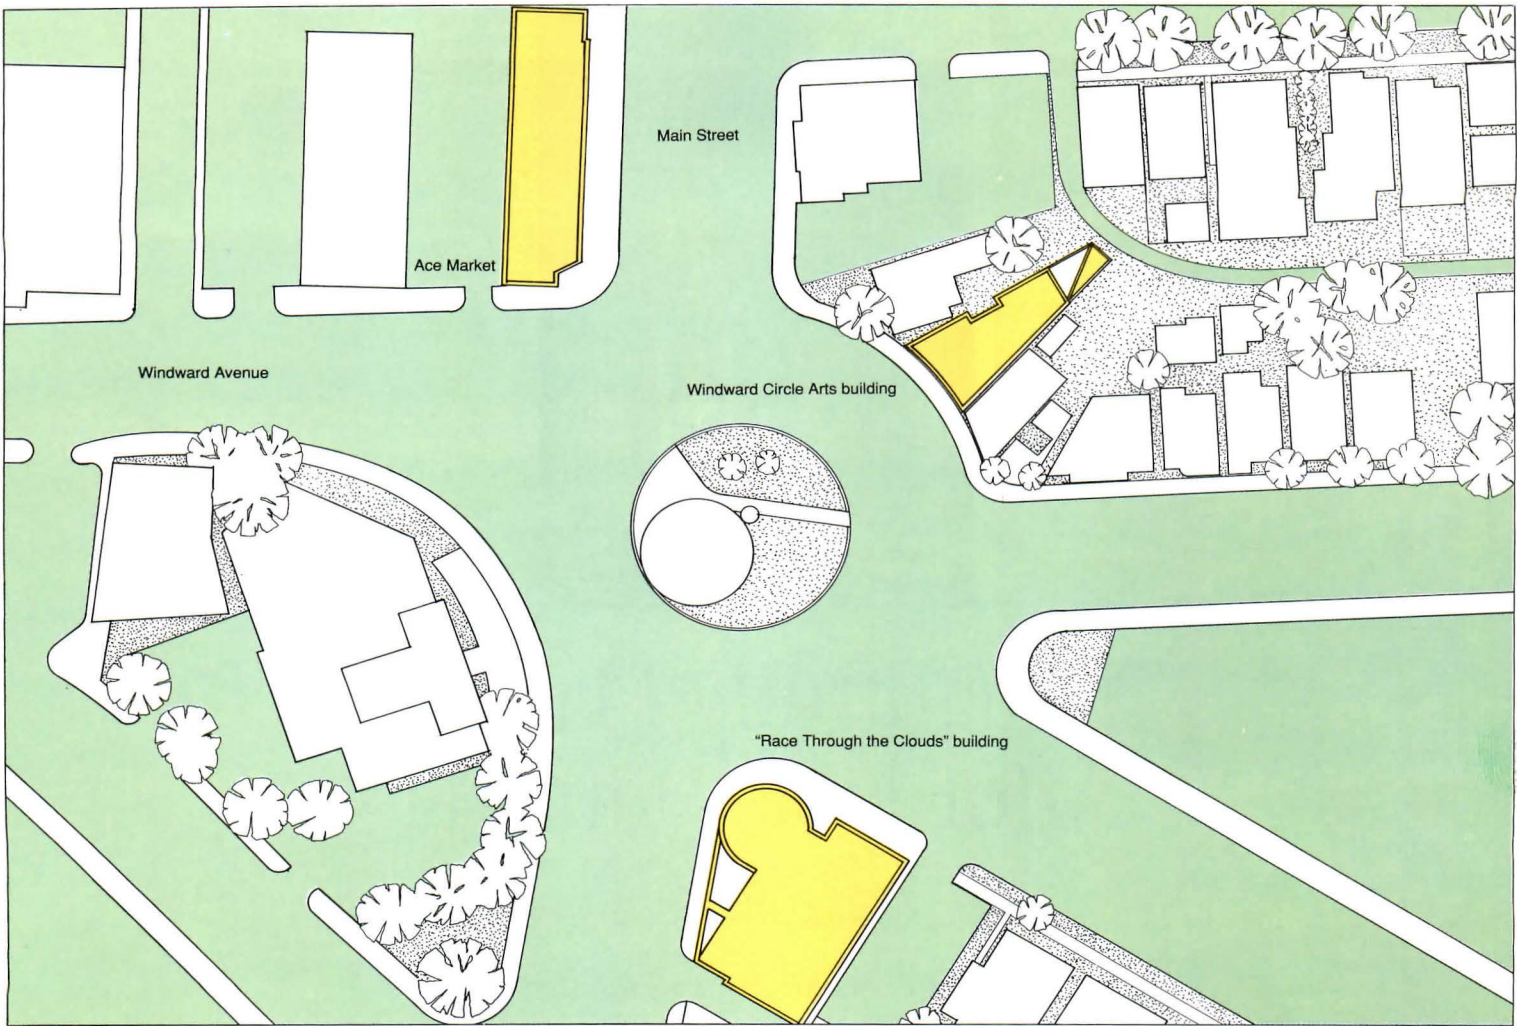 Main Street
Ace Market
Windward Avenue
Windward Circle Arts building
“Race Through the Clouds” building